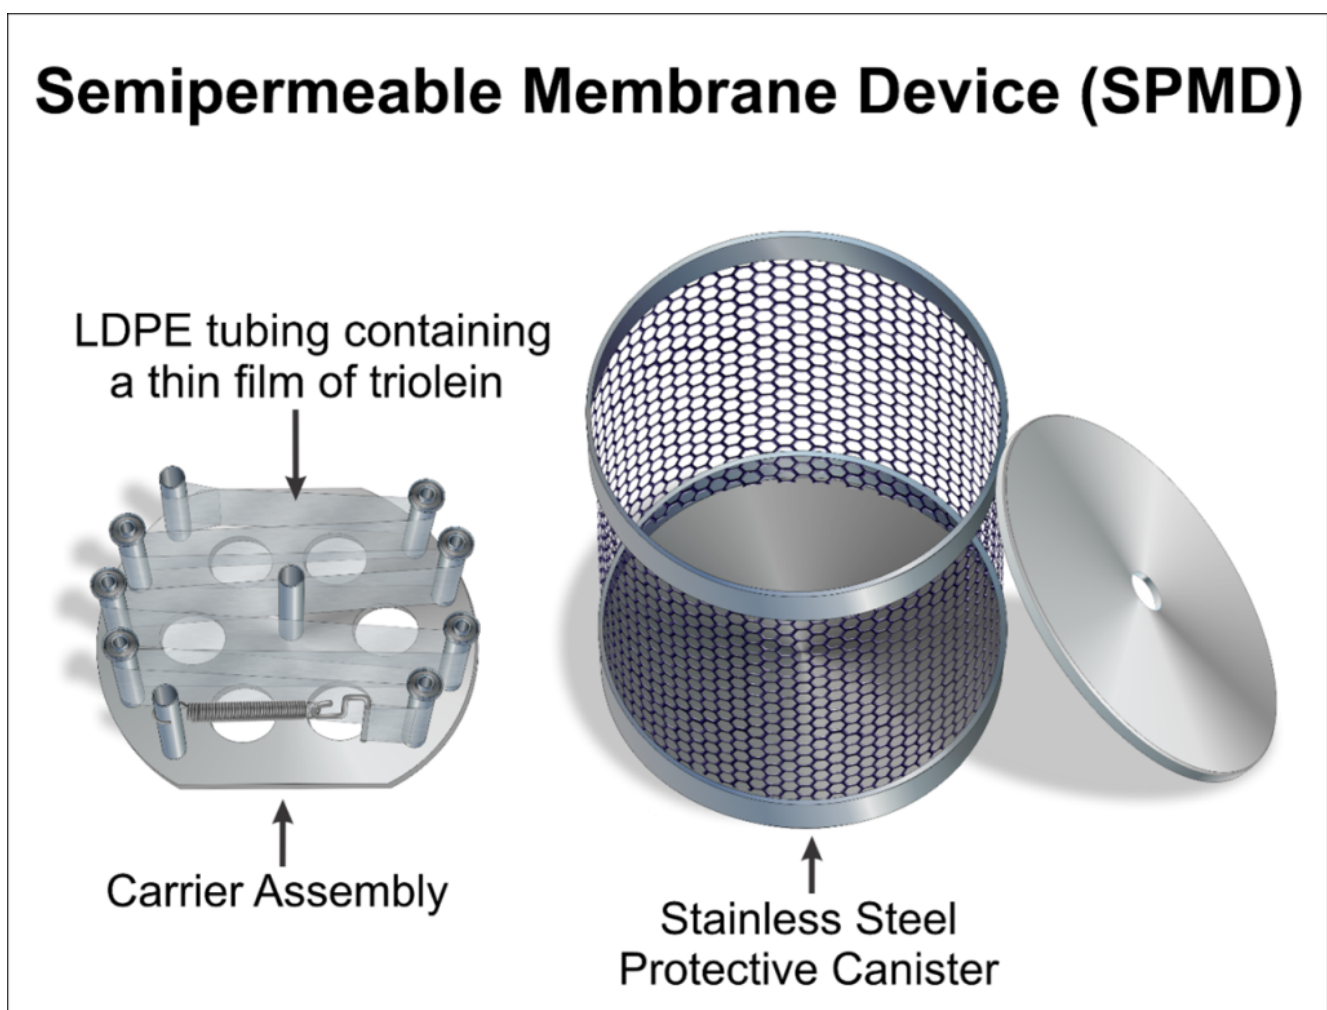 Semipermeable Membrane Device (SPMD)
LDPE tubing containing
a thin film of triolein
Carrier Assembly
Stainless Steel
Protective Canister